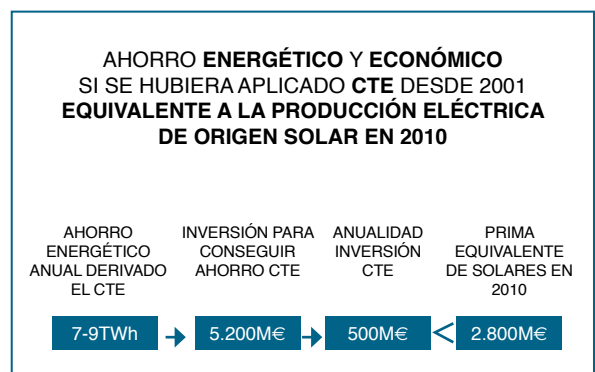 AHORRO ENERGÉTICO Y ECONÓMICO
SI SE HUBIERA APLICADO CTE DESDE 2001
EQUIVALENTE A LA PRODUCCIÓN ELÉCTRICA
DE ORIGEN SOLAR EN 2010
AHORRO
ENERGÉTICO
ANUAL DERIVADO
EL CTE
INVERSIÓN PARA
CONSEGUIR
AHORRO CTE
ANUALIDAD
INVERSIÓN
CTE
PRIMA
EQUIVALENTE
DE SOLARES EN
2010
7-9TWh → 5.200M€ → 500M€ < 2.800M€